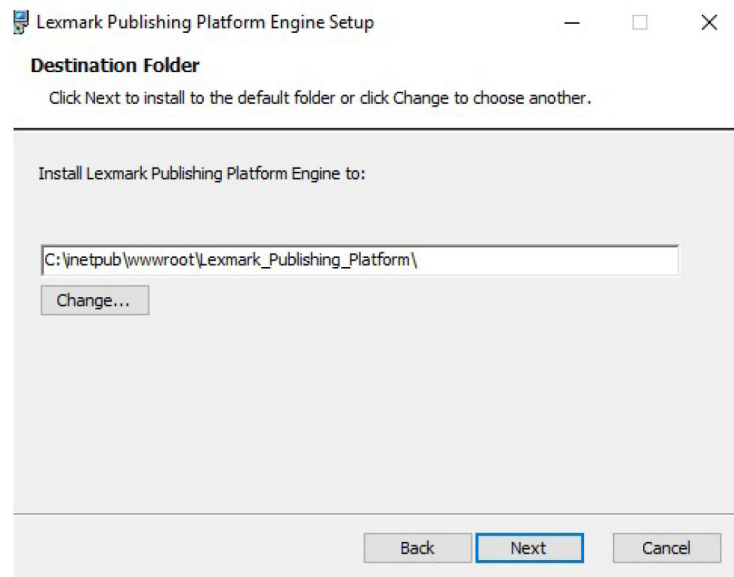 Lexmark Publishing Platform Engine Setup
Destination Folder
Click Next to install to the default folder or click Change to choose another.
Install Lexmark Publishing Platform Engine to:
C:\inetpub\wwwroot\Lexmark_Publishing_Platform\
Change...
Back Next Cancel